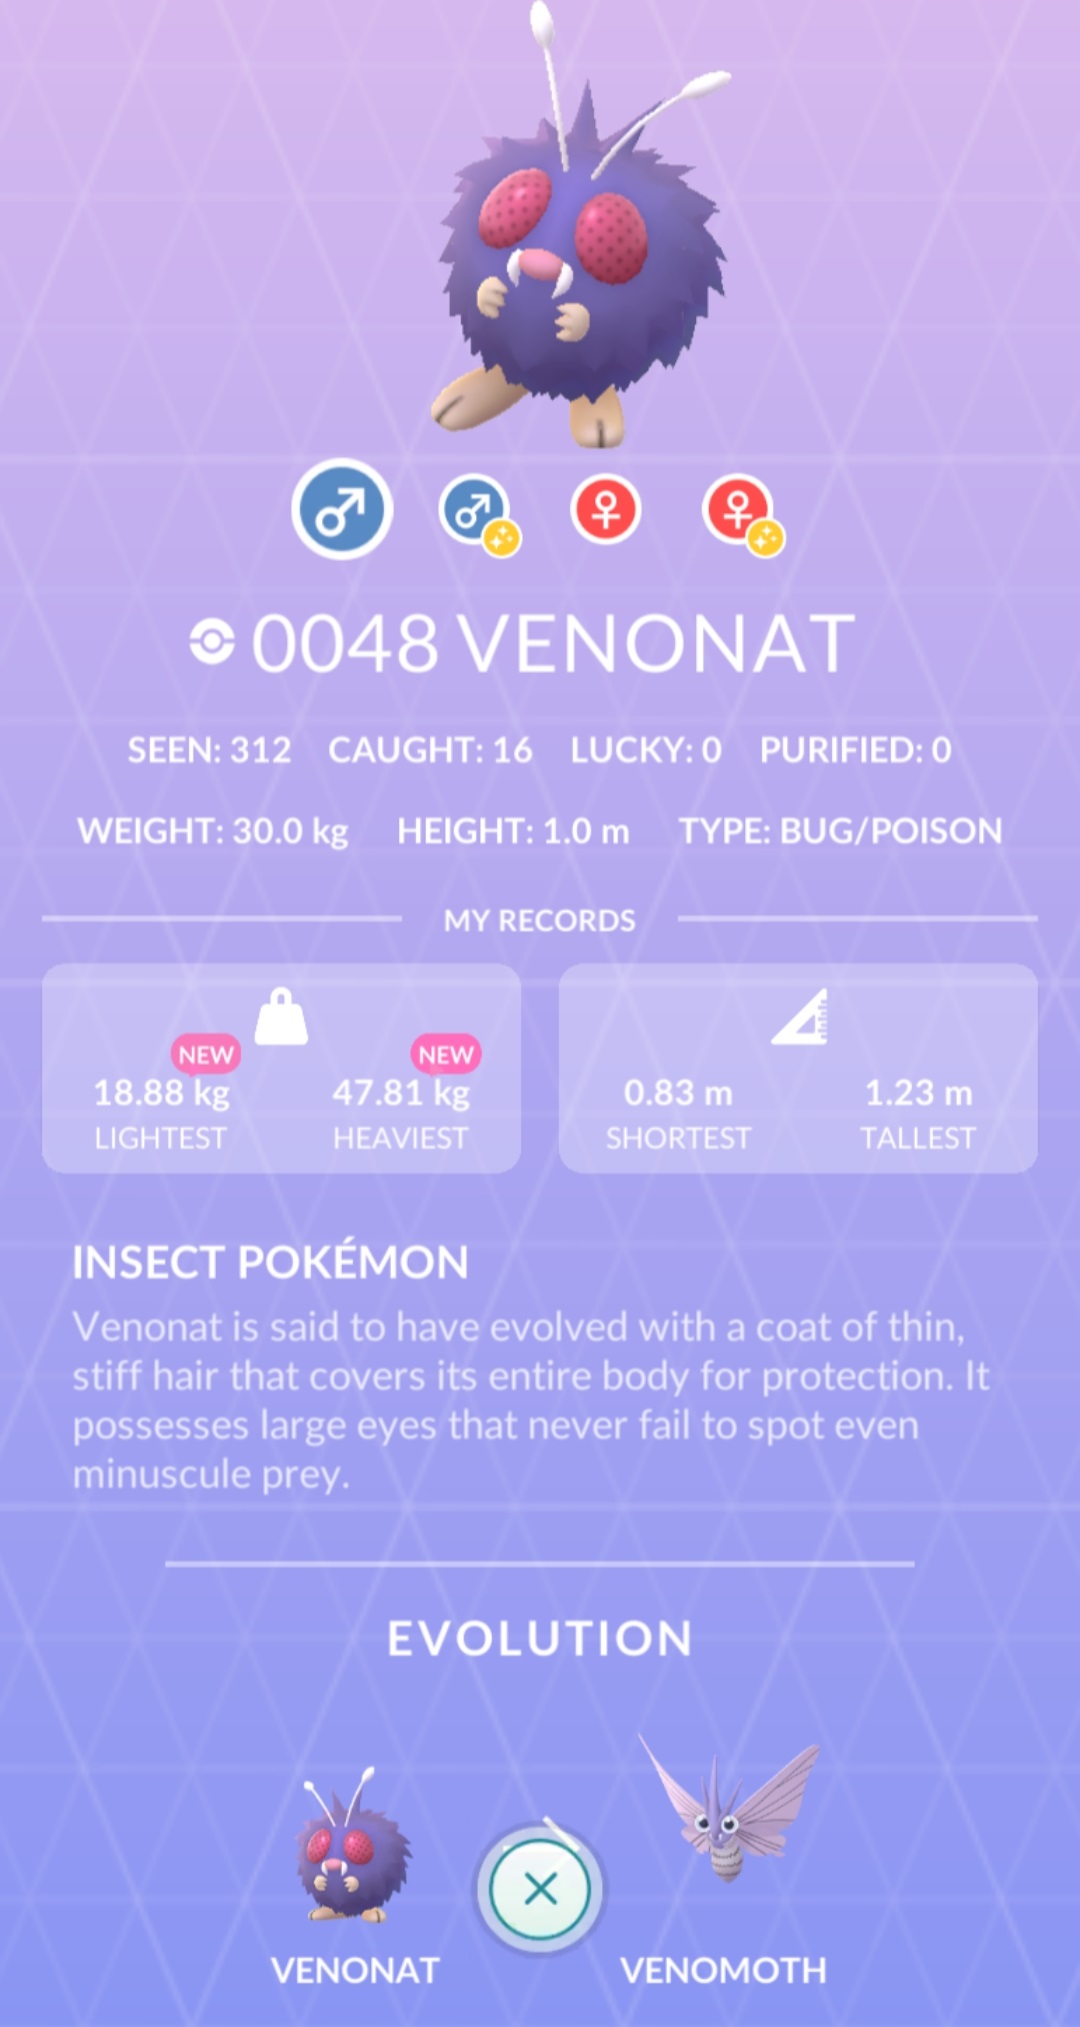 0048 VENONAT
SEEN: 312 CAUGHT: 16 LUCKY: 0 PURIFIED: 0
WEIGHT: 30.0 kg HEIGHT: 1.0 m TYPE: BUG/POISON
MY RECORDS
NEW NEW
18.88 kg 47.81 kg 0.83 m 1.23 m
LIGHTEST HEAVIEST SHORTEST TALLEST
INSECT POKÉMON
Venonat is said to have evolved with a coat of thin,
stiff hair that covers its entire body for protection. It
possesses large eyes that never fail to spot even
minuscule prey.
EVOLUTION
VENONAT VENOMOTH